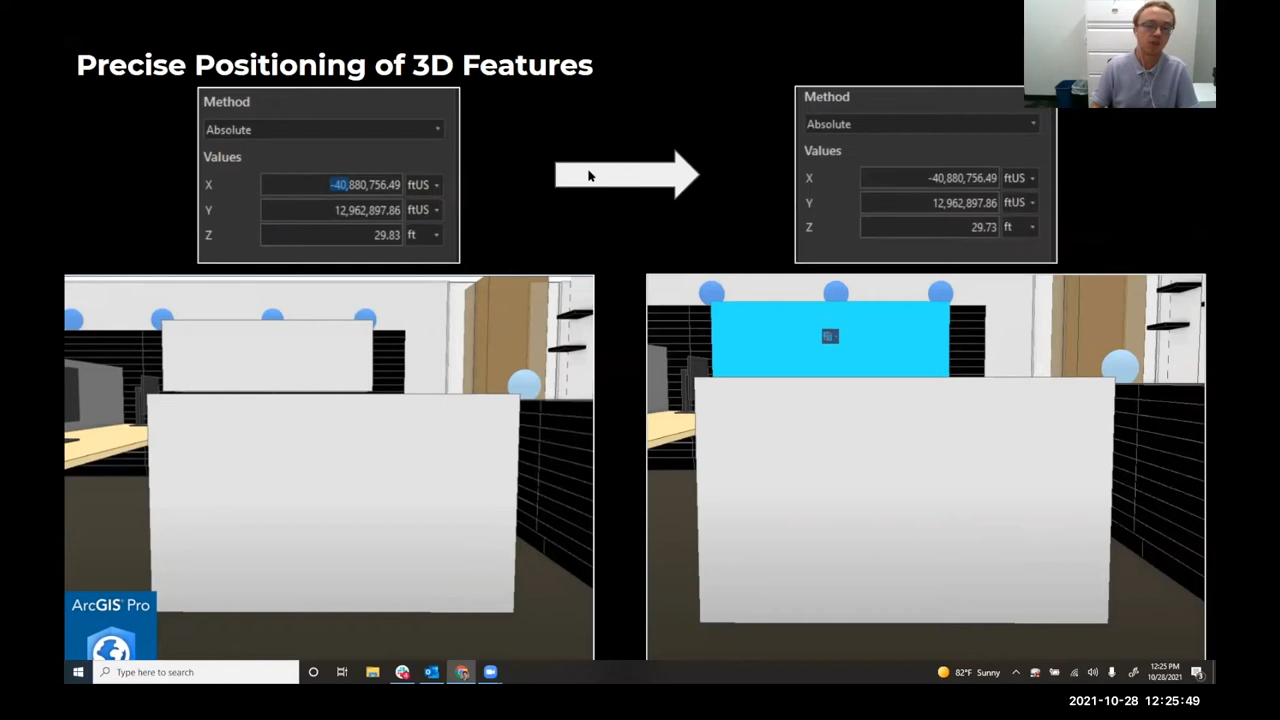 Precise Positioning of 3D Features
Method
Absolute
Values
X -40,880,756.49 ftUS
Y 12,962,897.86 ftUS
Z 29.83 ft
Method
Absolute
Values
X -40,880,756.49 ftUS
Y 12,962,897.86 ftUS
Z 29.73 ft
ArcGIS® Pro
Type here to search
82°F Sunny
12:25 PM
10/28/2021
2021-10-28 12:25:49